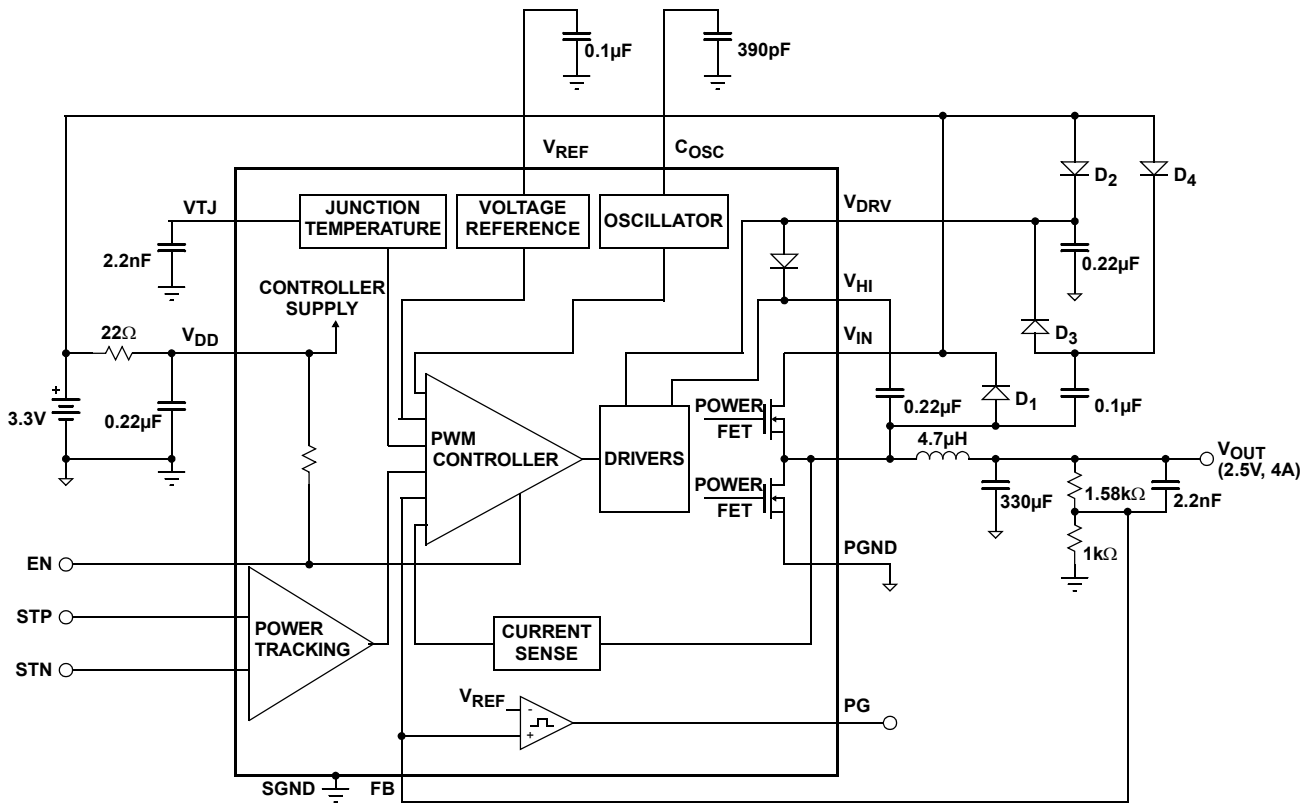 0.1µF
390pF
VREF
COSC
D2
D4
VTJ
JUNCTION
TEMPERATURE
VOLTAGE
REFERENCE
OSCILLATOR
VDRV
2.2nF
0.22µF
CONTROLLER
SUPPLY
VHI
22Ω
VDD
VIN
D3
+
3.3V
0.22µF
POWER
FET
0.22µF
D1
0.1µF
PWM
CONTROLLER
DRIVERS
4.7µH
VOUT
(2.5V, 4A)
POWER
FET
330µF
1.58kΩ
2.2nF
PGND
1kΩ
EN
STP
POWER
TRACKING
CURRENT
SENSE
STN
VREF
-
+
PG
SGND
FB